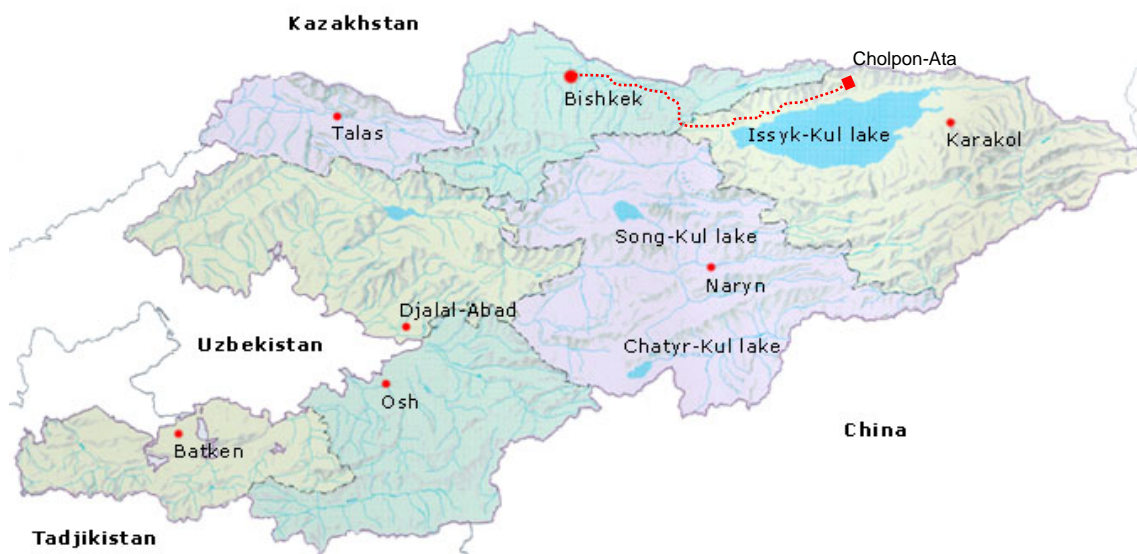 Kazakhstan
Cholpon-Ata
Bishkek
Talas
Issyk-Kul lake
Karakol
Song-Kul lake
Naryn
Djalal-Abad
Uzbekistan
Chatyr-Kul lake
Osh
China
Batken
Tadjikistan